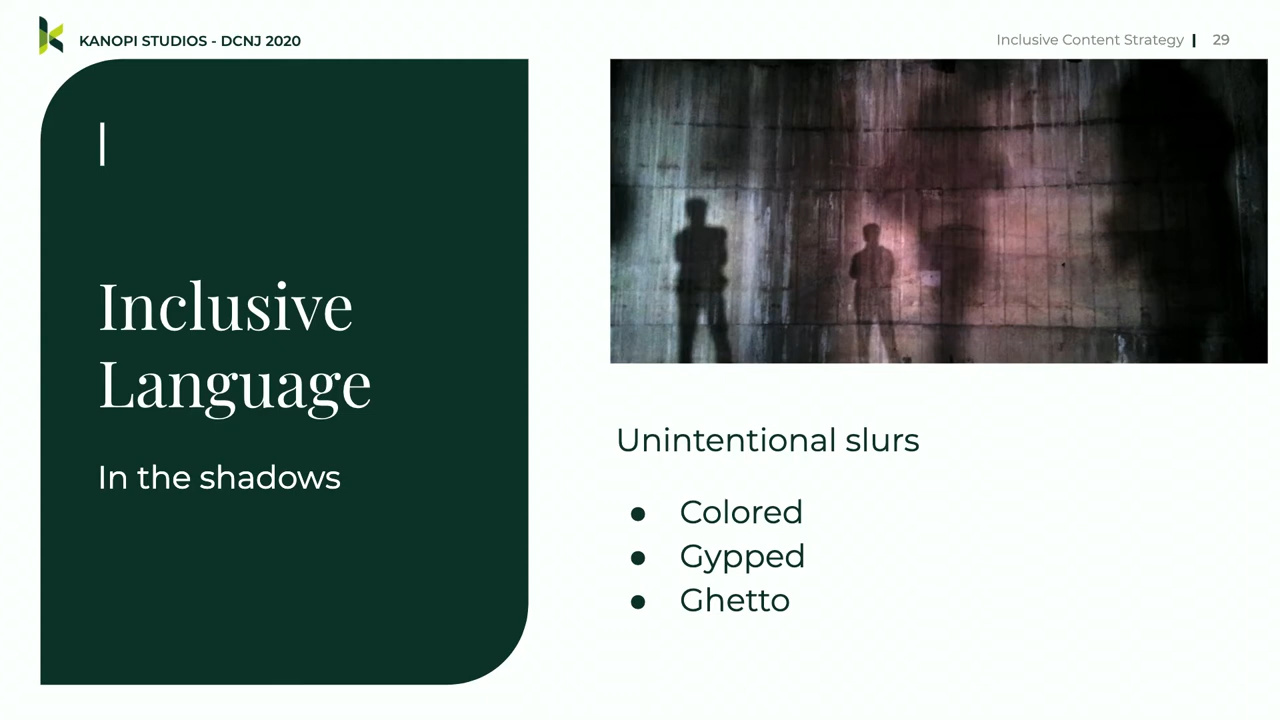 KANOPI STUDIOS - DCNJ 2020
Inclusive Content Strategy | 29
Inclusive
Language
In the shadows
Unintentional slurs
● Colored
● Gypped
● Ghetto